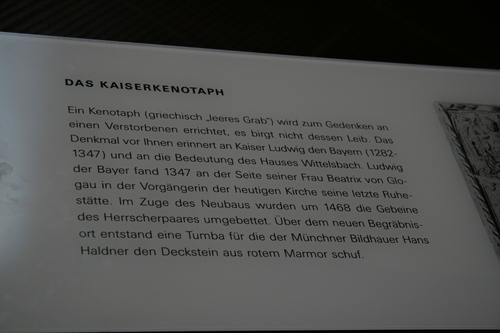 DAS KAISERKENOTAPH
Ein Kenotaph (griechisch „leeres Grab“) wird zum Gedenken an
einen Verstorbenen errichtet, es birgt nicht dessen Leib. Das
Denkmal vor Ihnen erinnert an Kaiser Ludwig den Bayern (1282-
1347) und an die Bedeutung des Hauses Wittelsbach. Ludwig
der Bayer fand 1347 an der Seite seiner Frau Beatrix von Glo-
gau in der Vorgängerin der heutigen Kirche seine letzte Ruhe-
stätte. Im Zuge des Neubaus wurden um 1468 die Gebeine
des Herrscherpaares umgebettet. Über dem neuen Begräbnis-
ort entstand eine Tumba für die der Münchner Bildhauer Hans
Haldner den Deckstein aus rotem Marmor schuf.